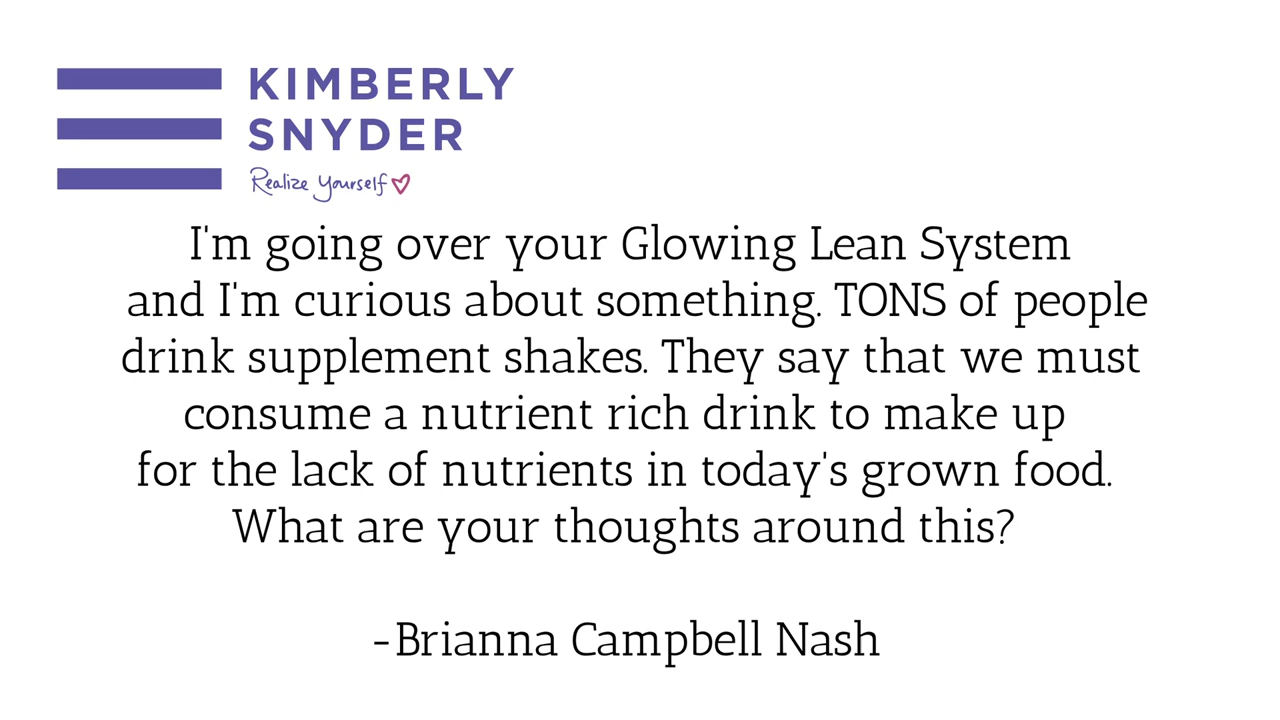 KIMBERLY
SNYDER
Realize Yourself
I'm going over your Glowing Lean System
and I'm curious about something. TONS of people
drink supplement shakes. They say that we must
consume a nutrient rich drink to make up
for the lack of nutrients in today's grown food.
What are your thoughts around this?
-Brianna Campbell Nash